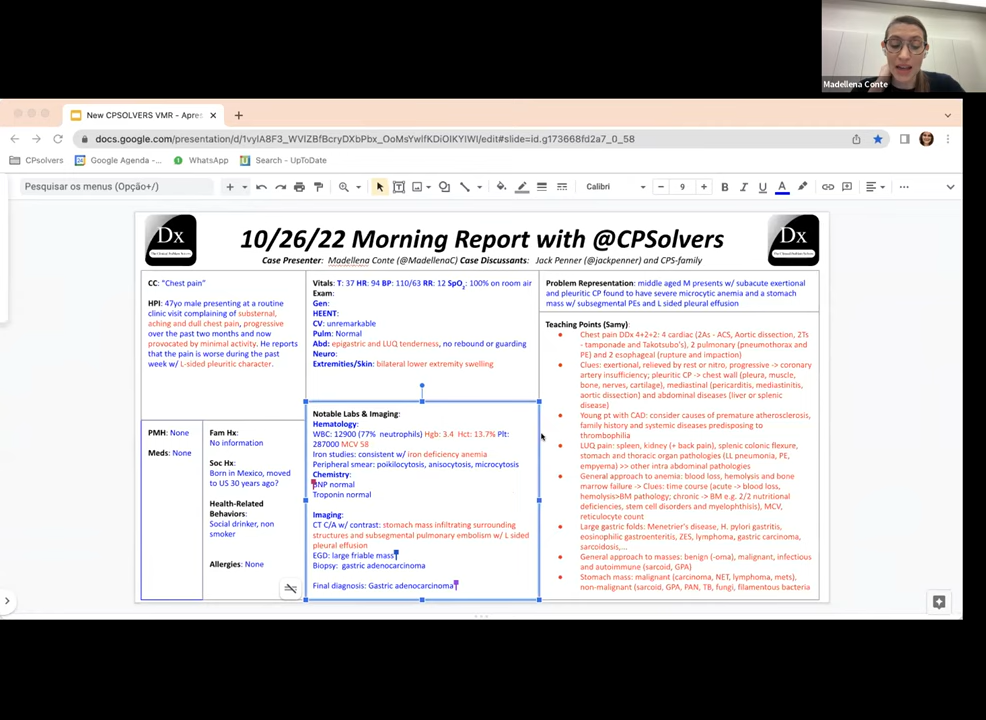 Madellena Conte
New CPSOLVERS VMR - Apres
docs.google.com/presentation/d/1vyIA8F3_WVIZBfBcryDXbPbx_OoMsYwlfKDiOIKYIWI/edit#slide=id.g173668fd2a7_0_58
CPsolvers
Google Agenda -...
WhatsApp
Search - UpToDate
Pesquisar os menus (Opção+/)
Calibri
9
Dx
10/26/22 Morning Report with @CPSolvers
Case Presenter: Madellena Conte (@MadellenaC) Case Discussants: Jack Penner (@jackpenner) and CPS-family
Dx
CC: "Chest pain"
HPI: 47yo male presenting at a routine
clinic visit complaining of substernal,
aching and dull chest pain, progressive
over the past two months and now
provocated by minimal activity. He reports
that the pain is worse during the past
week w/ L-sided pleuritic character.
PMH: None
Meds: None
Fam Hx:
No information
Soc Hx:
Born in Mexico, moved
to US 30 years ago?
Health-Related
Behaviors:
Social drinker, non
smoker
Allergies: None
Vitals: T: 37 HR: 94 BP: 110/63 RR: 12 SpO2: 100% on room air
Exam:
Gen:
HEENT:
CV: unremarkable
Pulm: Normal
Abd: epigastric and LUQ tenderness, no rebound or guarding
Neuro:
Extremities/Skin: bilateral lower extremity swelling
Notable Labs & Imaging:
Hematology:
WBC: 12900 (77% neutrophils) Hgb: 3.4 Hct: 13.7% Plt:
287000 MCV 58
Iron studies: consistent w/ iron deficiency anemia
Peripheral smear: poikilocytosis, anisocytosis, microcytosis
Chemistry:
BNP normal
Troponin normal
Imaging:
CT C/A w/ contrast: stomach mass infiltrating surrounding
structures and subsegmental pulmonary embolism w/ L sided
pleural effusion
EGD: large friable mass
Biopsy: gastric adenocarcinoma
Final diagnosis: Gastric adenocarcinoma
Problem Representation: middle aged M presents w/ subacute exertional
and pleuritic CP found to have severe microcytic anemia and a stomach
mass w/ subsegmental PEs and L sided pleural effusion
Teaching Points (Samy):
● Chest pain DDx 4+2+2: 4 cardiac (2As - ACS, Aortic dissection, 2Ts
- tamponade and Takotsubo's), 2 pulmonary (pneumothorax and
PE) and 2 esophageal (rupture and impaction)
● Clues: exertional, relieved by rest or nitro, progressive -> coronary
artery insufficiency; pleuritic CP -> chest wall (pleura, muscle,
bone, nerves, cartilage), mediastinal (pericarditis, mediastinitis,
aortic dissection) and abdominal diseases (liver or splenic
disease)
● Young pt with CAD: consider causes of premature atherosclerosis,
family history and systemic diseases predisposing to
thrombophilia
● LUQ pain: spleen, kidney (+ back pain), splenic colonic flexure,
stomach and thoracic organ pathologies (LL pneumonia, PE,
empyema) >> other intra abdominal pathologies
● General approach to anemia: blood loss, hemolysis and bone
marrow failure -> Clues: time course (acute -> blood loss,
hemolysis>BM pathology; chronic -> BM e.g. 2/2 nutritional
deficiencies, stem cell disorders and myelophthisis), MCV,
reticulocyte count
● Large gastric folds: Menetrier's disease, H. pylori gastritis,
eosinophilic gastroenteritis, ZES, lymphoma, gastric carcinoma,
sarcoidosis,...
● General approach to masses: benign (-oma), malignant, infectious
and autoimmune (sarcoid, GPA)
● Stomach mass: malignant (carcinoma, NET, lymphoma, mets),
non-malignant (sarcoid, GPA, PAN, TB, fungi, filamentous bacteria